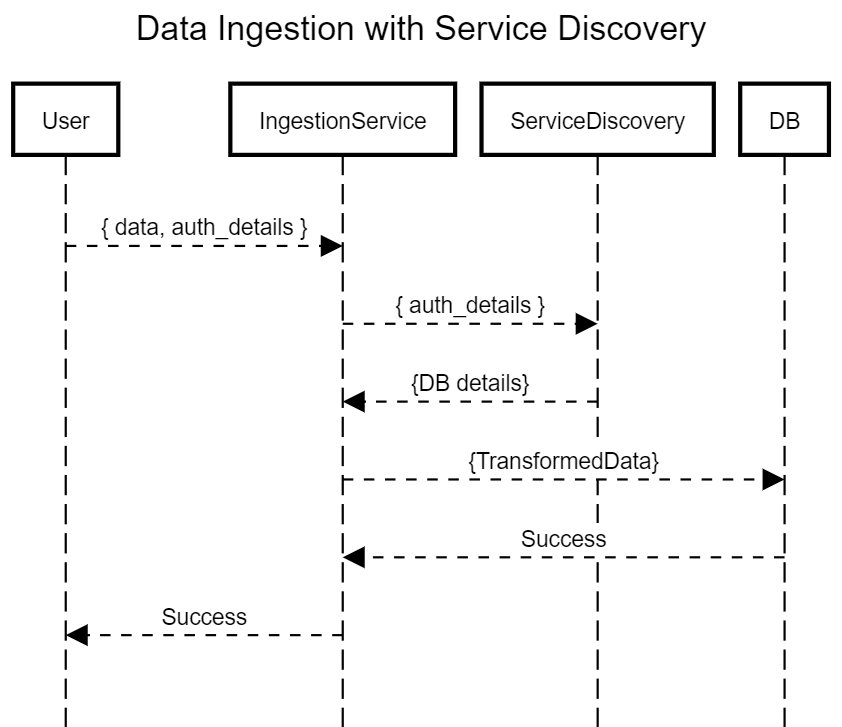 Data Ingestion with Service Discovery
User
IngestionService
ServiceDiscovery
DB
{ data, auth_details }
{ auth_details }
{DB details}
{TransformedData}
Success
Success